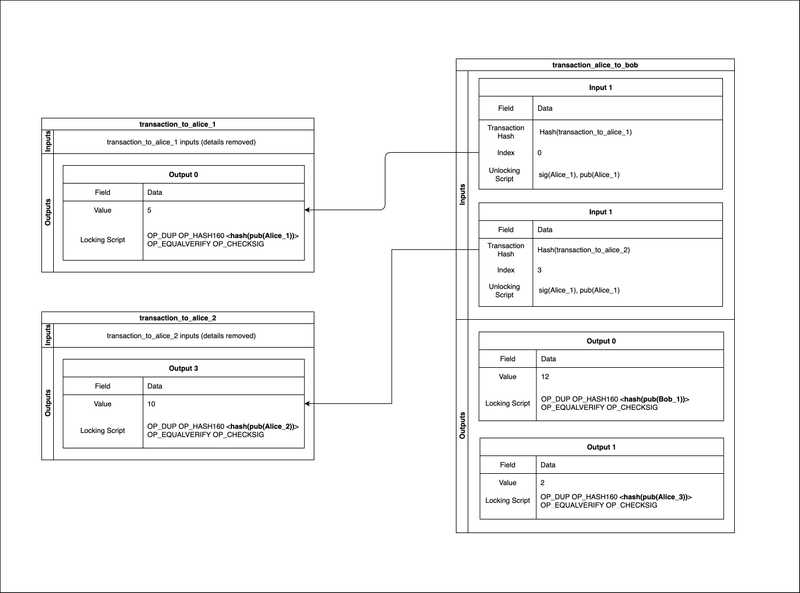 transaction_to_alice_1
Inputs
transaction_to_alice_1 inputs (details removed)
Outputs
Output 0
Field Data
Value 5
Locking Script
OP_DUP OP_HASH160 <hash(pub(Alice_1))>
OP_EQUALVERIFY OP_CHECKSIG
transaction_to_alice_2
Inputs
transaction_to_alice_2 inputs (details removed)
Outputs
Output 3
Field Data
Value 10
Locking Script
OP_DUP OP_HASH160 <hash(pub(Alice_2))>
OP_EQUALVERIFY OP_CHECKSIG
transaction_alice_to_bob
Inputs
Input 1
Field Data
Transaction
Hash
Hash(transaction_to_alice_1)
Index 0
Unlocking
Script
sig(Alice_1), pub(Alice_1)
Input 1
Field Data
Transaction
Hash
Hash(transaction_to_alice_2)
Index 3
Unlocking
Script
sig(Alice_1), pub(Alice_1)
Outputs
Output 0
Field Data
Value 12
Locking Script
OP_DUP OP_HASH160 <hash(pub(Bob_1))>
OP_EQUALVERIFY OP_CHECKSIG
Output 1
Field Data
Value 2
Locking Script
OP_DUP OP_HASH160 <hash(pub(Alice_3))>
OP_EQUALVERIFY OP_CHECKSIG